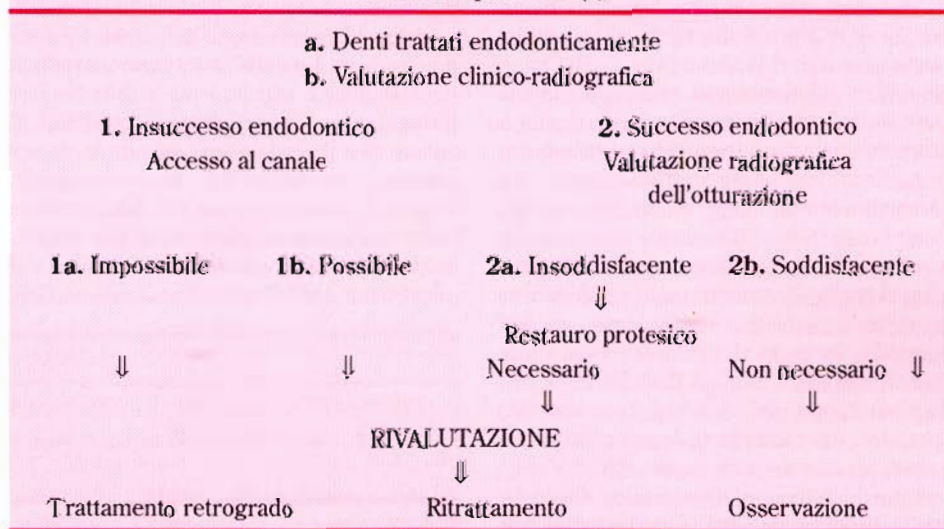 a. Denti trattati endodonticamente
b. Valutazione clinico-radiografica
1. Insuccesso endodontico 2. Successo endodontico
Accesso al canale Valutazione radiografica
dell'otturazione
1a. Impossibile 1b. Possibile 2a. Insoddisfacente 2b. Soddisfacente
⇓
Restauro protesico
⇓ ⇓ Necessario Non necessario ⇓
⇓ ⇓
RIVALUTAZIONE
⇓
Trattamento retrogrado Ritrattamento Osservazione